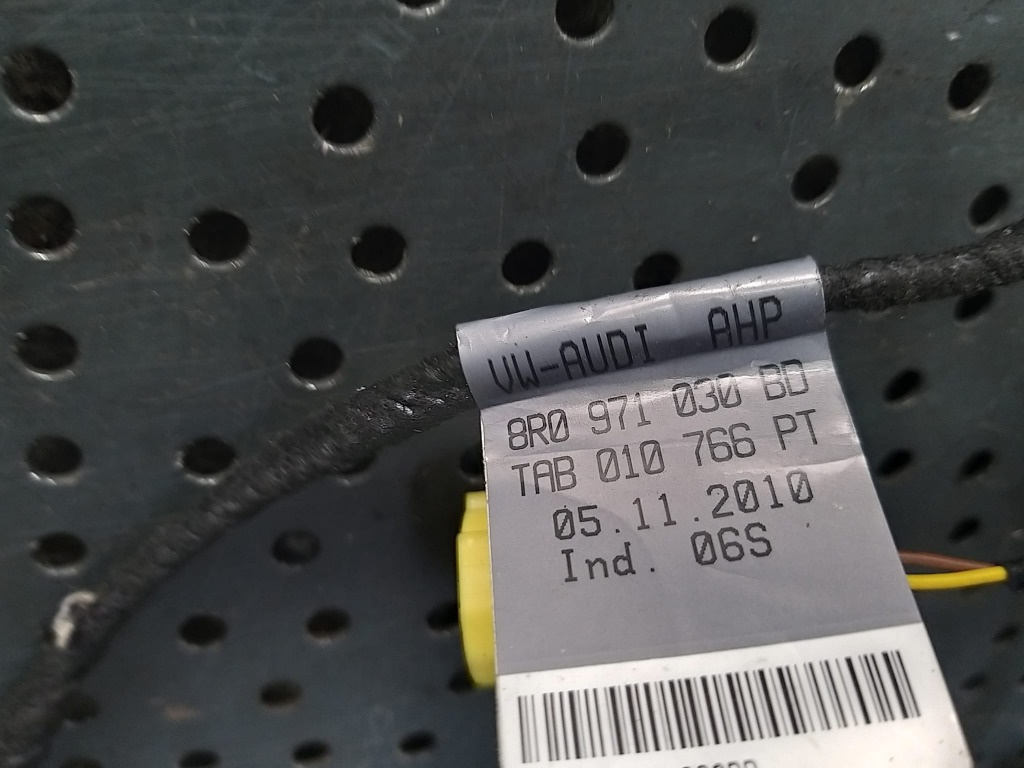 VW-AUDI AHP
8R0 971 030 BD
TAB 010 766 PT
05.11.2010
Ind. 06S